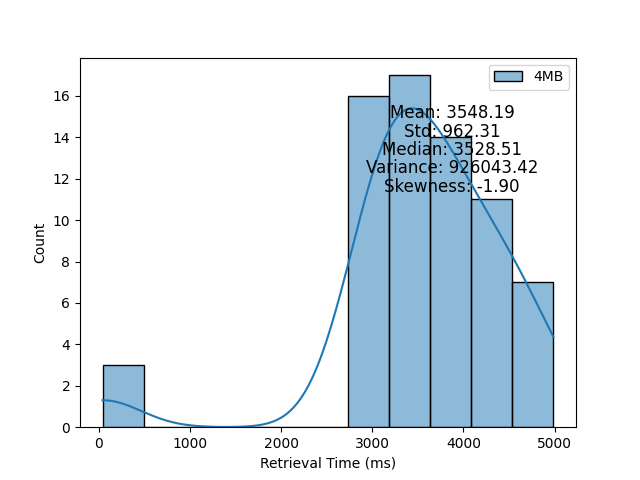 4MB
Mean: 3548.19
Std: 962.31
Median: 3528.51
Variance: 926043.42
Skewness: -1.90
16
14
12
10
8
6
4
2
0
Count
0 1000 2000 3000 4000 5000
Retrieval Time (ms)